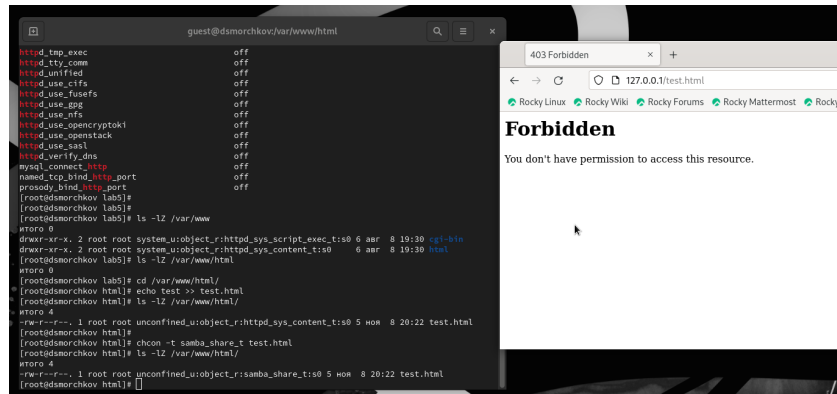 guest@dsmorchkov:/var/www/html
httpd_tmp_exec off
httpd_tty_comm off
httpd_unified off
httpd_use_cifs off
httpd_use_fusefs off
httpd_use_gpg off
httpd_use_nfs off
httpd_use_opencryptoki off
httpd_use_openstack off
httpd_use_sasl off
httpd_verify_dns off
mysql_connect_http off
named_tcp_bind_http_port off
prosody_bind_http_port off
[root@dsmorchkov lab5]#
[root@dsmorchkov lab5]#
[root@dsmorchkov lab5]# ls -lZ /var/www
итого 0
drwxr-xr-x. 2 root root system_u:object_r:httpd_sys_script_exec_t:s0 6 авг 8 19:30 cgi-bin
drwxr-xr-x. 2 root root system_u:object_r:httpd_sys_content_t:s0 6 авг 8 19:30 html
[root@dsmorchkov lab5]# ls -lZ /var/www/html
итого 0
[root@dsmorchkov lab5]# cd /var/www/html/
[root@dsmorchkov html]# echo test >> test.html
[root@dsmorchkov html]# ls -lZ /var/www/html/
итого 4
-rw-r--r--. 1 root root unconfined_u:object_r:httpd_sys_content_t:s0 5 ноя 8 20:22 test.html
[root@dsmorchkov html]#
[root@dsmorchkov html]# chcon -t samba_share_t test.html
[root@dsmorchkov html]# ls -lZ /var/www/html/
итого 4
-rw-r--r--. 1 root root unconfined_u:object_r:samba_share_t:s0 5 ноя 8 20:22 test.html
[root@dsmorchkov html]#
403 Forbidden
127.0.0.1/test.html
Rocky Linux Rocky Wiki Rocky Forums Rocky Mattermost Rocky
Forbidden
You don't have permission to access this resource.